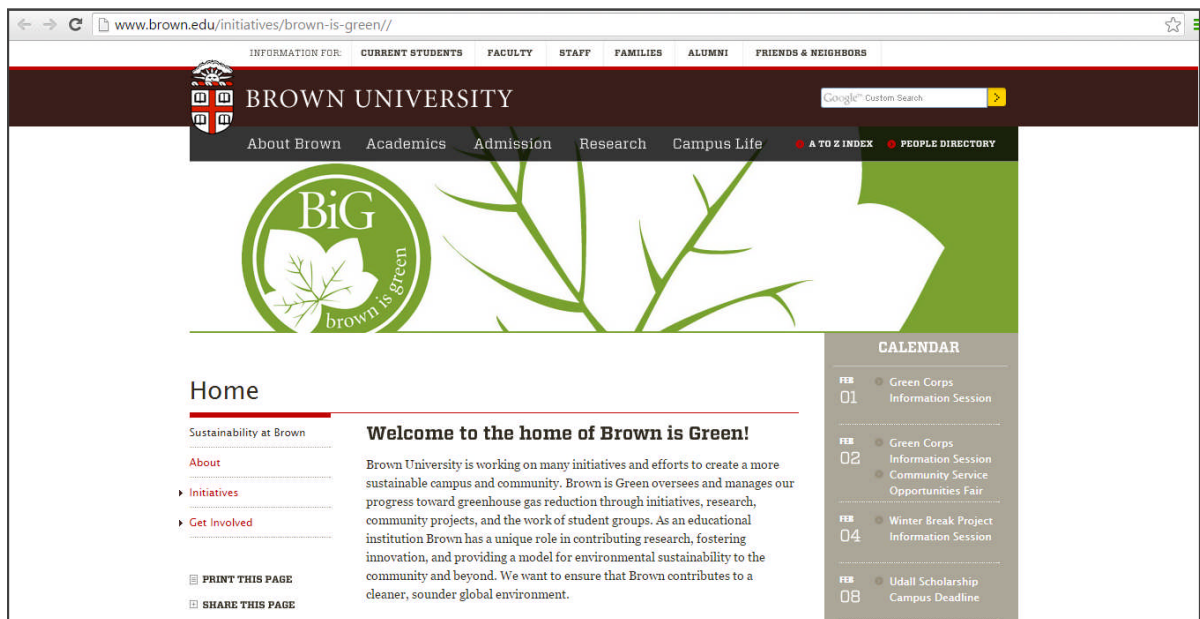 www.brown.edu/initiatives/brown-is-green//
INFORMATION FOR: CURRENT STUDENTS FACULTY STAFF FAMILIES ALUMNI FRIENDS & NEIGHBORS
BROWN UNIVERSITY
Google™ Custom Search
About Brown Academics Admission Research Campus Life A TO Z INDEX PEOPLE DIRECTORY
BiG
brown is green
CALENDAR
FEB
01
Green Corps
Information Session
FEB
02
Green Corps
Information Session
Community Service
Opportunities Fair
FEB
04
Winter Break Project
Information Session
FEB
08
Udall Scholarship
Campus Deadline
Home
Sustainability at Brown
About
Initiatives
Get Involved
PRINT THIS PAGE
SHARE THIS PAGE
Welcome to the home of Brown is Green!
Brown University is working on many initiatives and efforts to create a more
sustainable campus and community. Brown is Green oversees and manages our
progress toward greenhouse gas reduction through initiatives, research,
community projects, and the work of student groups. As an educational
institution Brown has a unique role in contributing research, fostering
innovation, and providing a model for environmental sustainability to the
community and beyond. We want to ensure that Brown contributes to a
cleaner, sounder global environment.